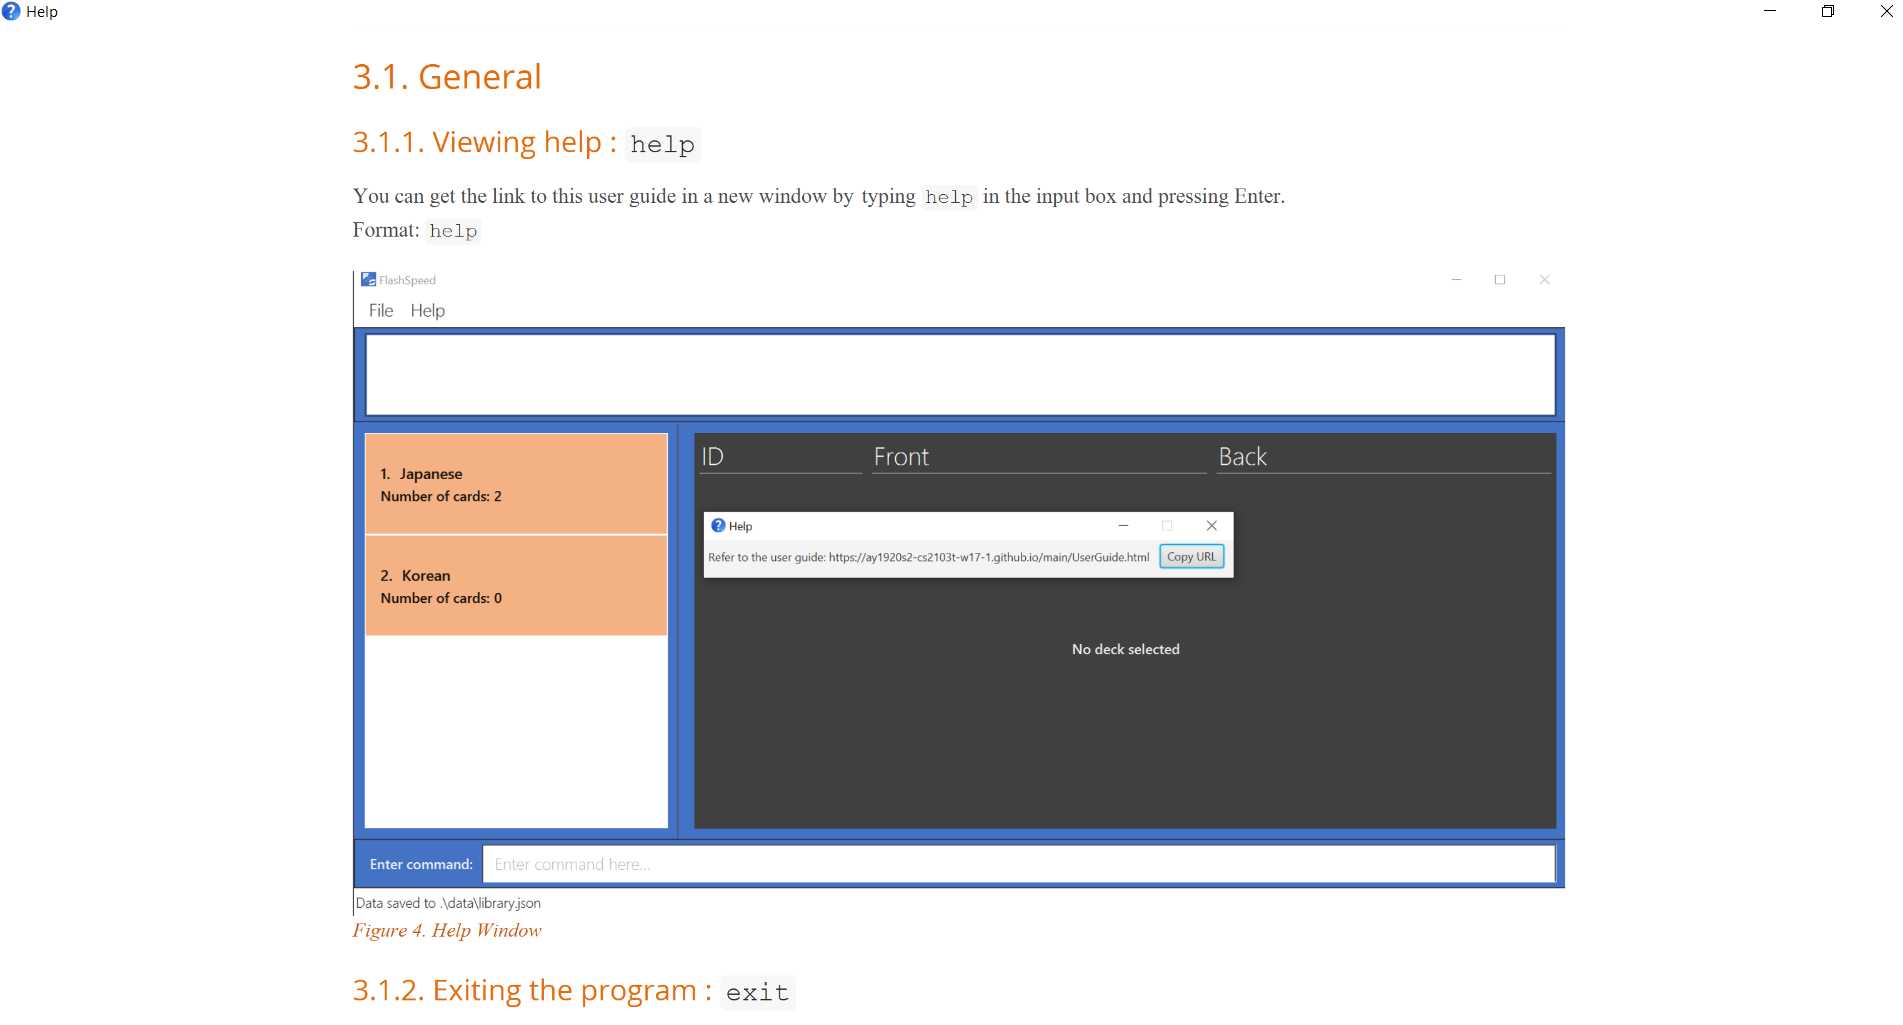 Help
3.1. General
3.1.1. Viewing help : help
You can get the link to this user guide in a new window by typing help in the input box and pressing Enter.
Format: help
FlashSpeed
File Help
ID Front Back
1. Japanese
Number of cards: 2
Help
Refer to the user guide: https://ay1920s2-cs2103t-w17-1.github.io/main/UserGuide.html Copy URL
2. Korean
Number of cards: 0
No deck selected
Enter command: Enter command here...
Data saved to .\data\library.json
Figure 4. Help Window
3.1.2. Exiting the program : exit